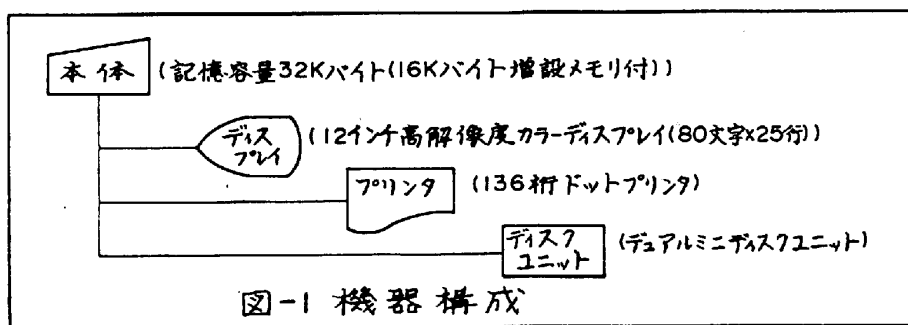 本体 (記憶容量32Kバイト(16Kバイト増設メモリ付))
ディス
プレイ (12インチ高解像度カラーディスプレイ(80文字×25行))
プリンタ (136桁ドットプリンタ)
ディスク
ユニット (デュアルミニディスクユニット)
図-1 機器構成